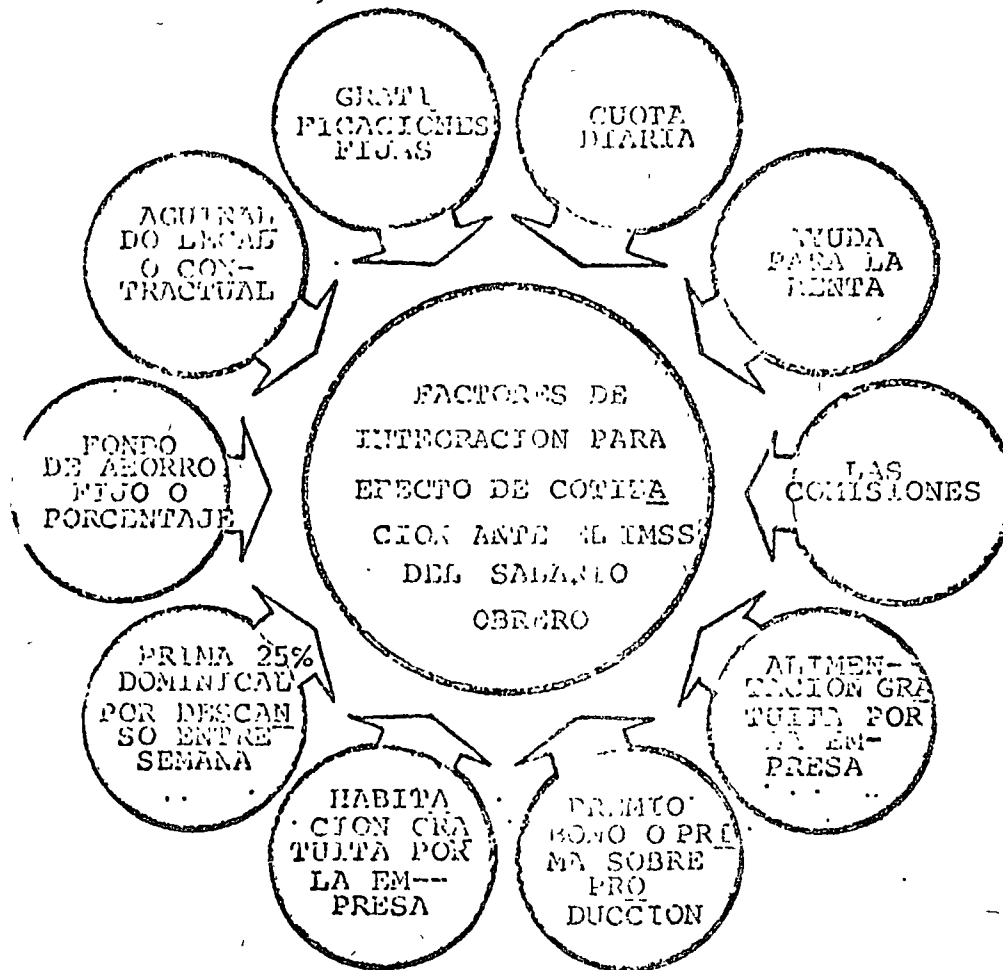 GRATI
FICACIONES
FIJAS
CUOTA
DIARIA
AYUDA
PARA LA
RENTA
LAS
COMISIONES
ALIMEN--
TACION GRA
TUITA POR
LA EM-
PRESA
PREMIO
BONO O PRI
MA SOBRE
PRO
DUCCION
HABITA
CION GRA
TUITA POR
LA EM--
PRESA
PRIMA 25%
DOMINICAL
POR DESCAN
SO ENTRE
SEMANA
FONDO
DE AHORRO
FIJO O
PORCENTAJE
AGUINAL
DO LEGAL
O CON-
TRACTUAL
FACTORES DE
INTEGRACION PARA
EFECTO DE COTIZA
CION ANTE EL IMSS
DEL SALARIO
OBRERO